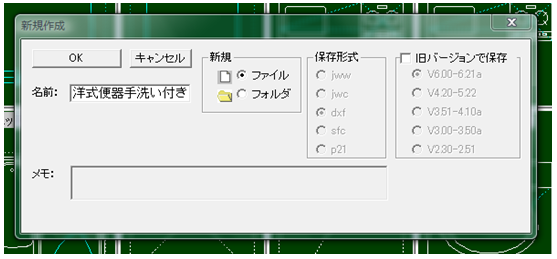 新規作成
OK
キャンセル
名前:
洋式便器手洗い付き
新規
ファイル
フォルダ
保存形式
jww
jwc
dxf
sfc
p21
旧バージョンで保存
V6.00-6.21a
V4.20-5.22
V3.51-4.10a
V3.00-3.50a
V2.30-2.51
メモ: